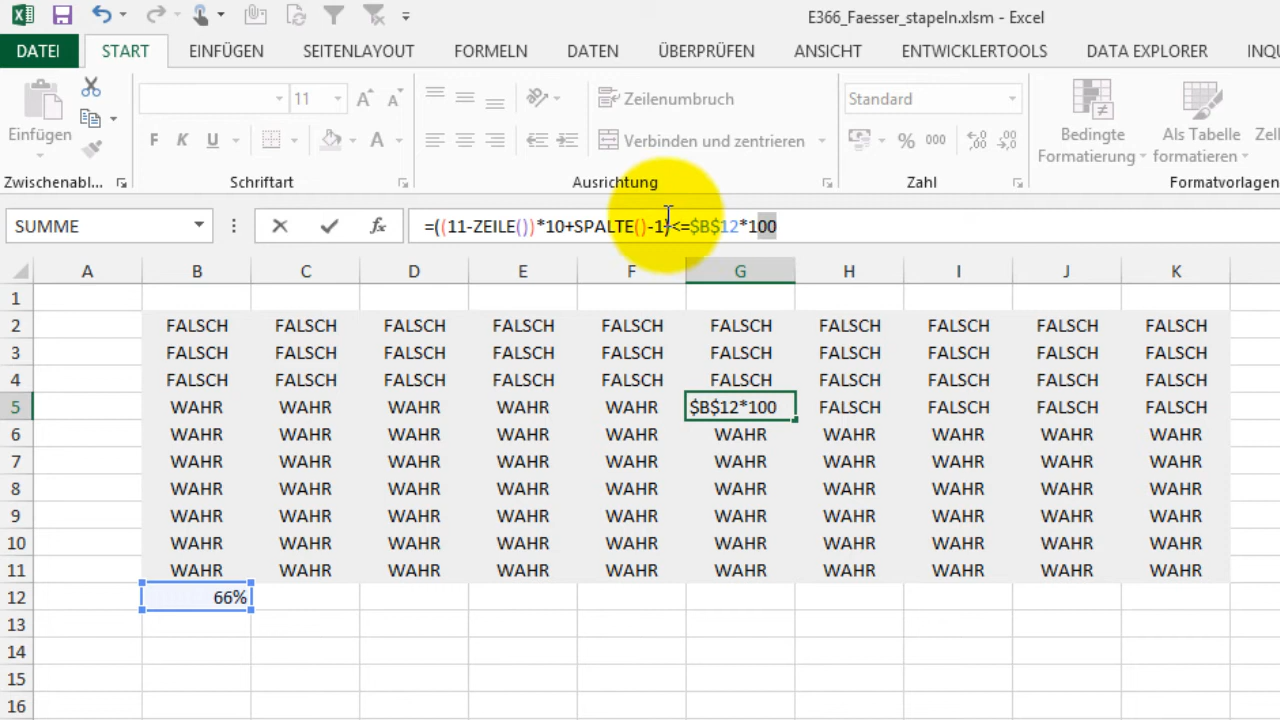 E366_Faesser_stapeln.xlsm - Excel
DATEI START EINFÜGEN SEITENLAYOUT FORMELN DATEN ÜBERPRÜFEN ANSICHT ENTWICKLERTOOLS DATA EXPLORER INQU
11 A A Zeilenumbruch Standard
Einfügen F K U A Verbinden und zentrieren % 000 Bedingte Formatierung Als Tabelle formatieren Zell
Zwischenabl... Schriftart Ausrichtung Zahl Formatvorlagen
SUMME fx =((11-ZEILE())*10+SPALTE()-1)<=$B$12*100
A B C D E F G H I J K
1
2 FALSCH FALSCH FALSCH FALSCH FALSCH FALSCH FALSCH FALSCH FALSCH FALSCH
3 FALSCH FALSCH FALSCH FALSCH FALSCH FALSCH FALSCH FALSCH FALSCH FALSCH
4 FALSCH FALSCH FALSCH FALSCH FALSCH FALSCH FALSCH FALSCH FALSCH FALSCH
5 WAHR WAHR WAHR WAHR WAHR $B$12*100 FALSCH FALSCH FALSCH FALSCH
6 WAHR WAHR WAHR WAHR WAHR WAHR WAHR WAHR WAHR WAHR
7 WAHR WAHR WAHR WAHR WAHR WAHR WAHR WAHR WAHR WAHR
8 WAHR WAHR WAHR WAHR WAHR WAHR WAHR WAHR WAHR WAHR
9 WAHR WAHR WAHR WAHR WAHR WAHR WAHR WAHR WAHR WAHR
10 WAHR WAHR WAHR WAHR WAHR WAHR WAHR WAHR WAHR WAHR
11 WAHR WAHR WAHR WAHR WAHR WAHR WAHR WAHR WAHR WAHR
12 66%
13
14
15
16